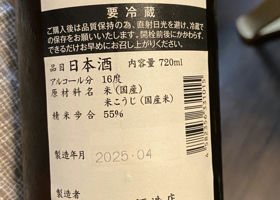 要冷蔵
ご購入後は品質保持の為、直射日光を避け、冷蔵で
の保存をお願いいたします。開栓前後にかかわらず、
できるだけお早めにお召し上がりください。
品目 日本酒 内容量 720ml
アルコール分 16度
原材料名 米(国産)
米こうじ(国産米)
精米歩合 55%
製造年月 2025.04
製造者
酒造店